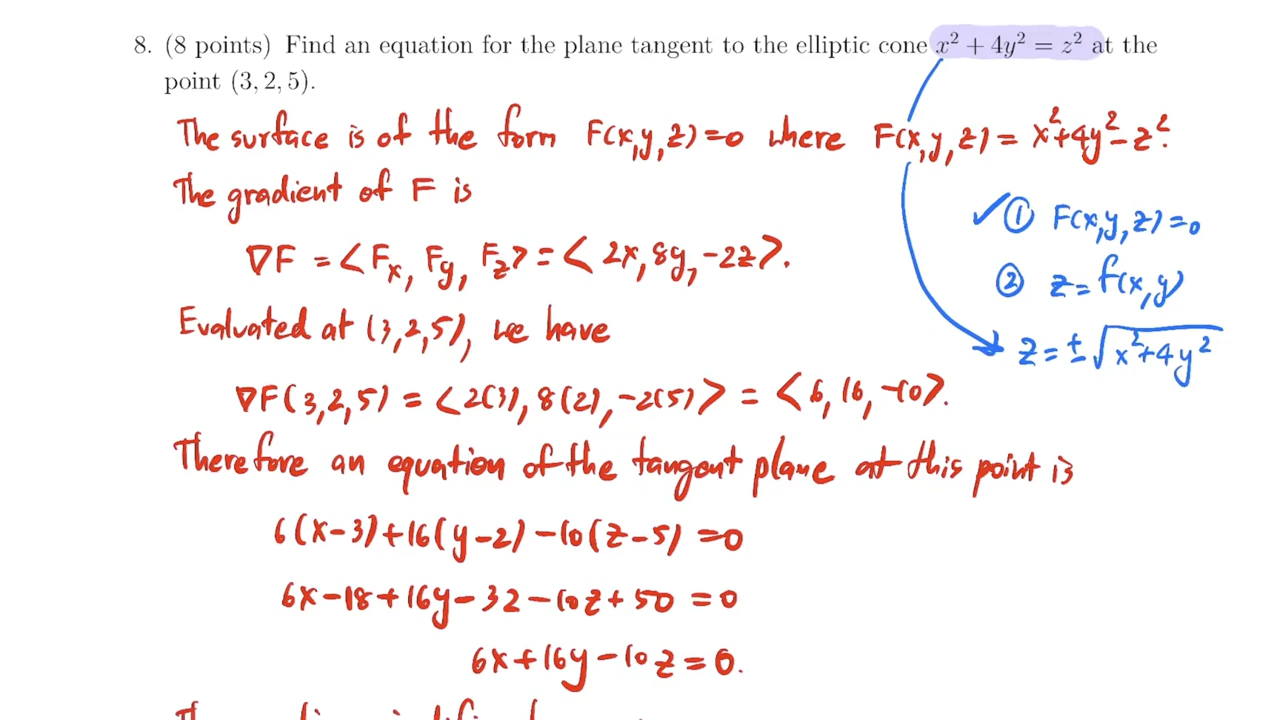 8. (8 points) Find an equation for the plane tangent to the elliptic cone x² + 4y² = z² at the
point (3, 2, 5).
The surface is of the form F(x,y,z)=0 where F(x,y,z) = x²+4y²-z².
The gradient of F is
∇F = <Fx, Fy, Fz> = <2x, 8y, -2z>.
Evaluated at (3,2,5), we have
∇F(3,2,5) = <2(3), 8(2), -2(5)> = <6, 16, -10>.
Therefore an equation of the tangent plane at this point is
6(x-3)+16(y-2)-10(z-5)=0
6x-18+16y-32-10z+50=0
6x+16y-10z=0.
✓① F(x,y,z)=0
② z=f(x,y)
z=±√x²+4y²